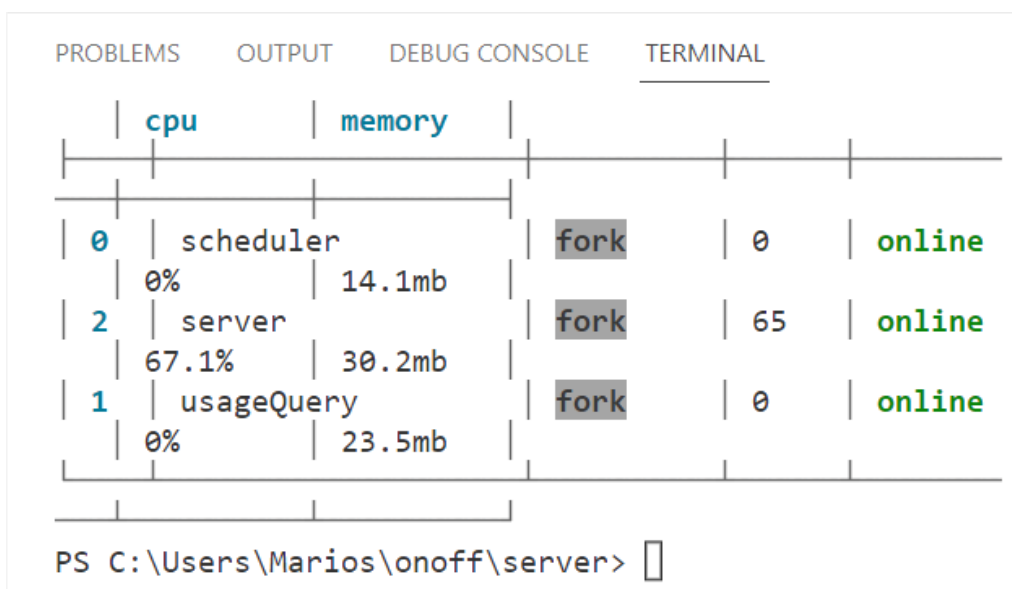 PROBLEMS OUTPUT DEBUG CONSOLE TERMINAL
│ cpu │ memory │
│ 0 │ scheduler │ fork │ 0 │ online
│ 0% │ 14.1mb │
│ 2 │ server │ fork │ 65 │ online
│ 67.1% │ 30.2mb │
│ 1 │ usageQuery │ fork │ 0 │ online
│ 0% │ 23.5mb │
PS C:\Users\Marios\onoff\server>